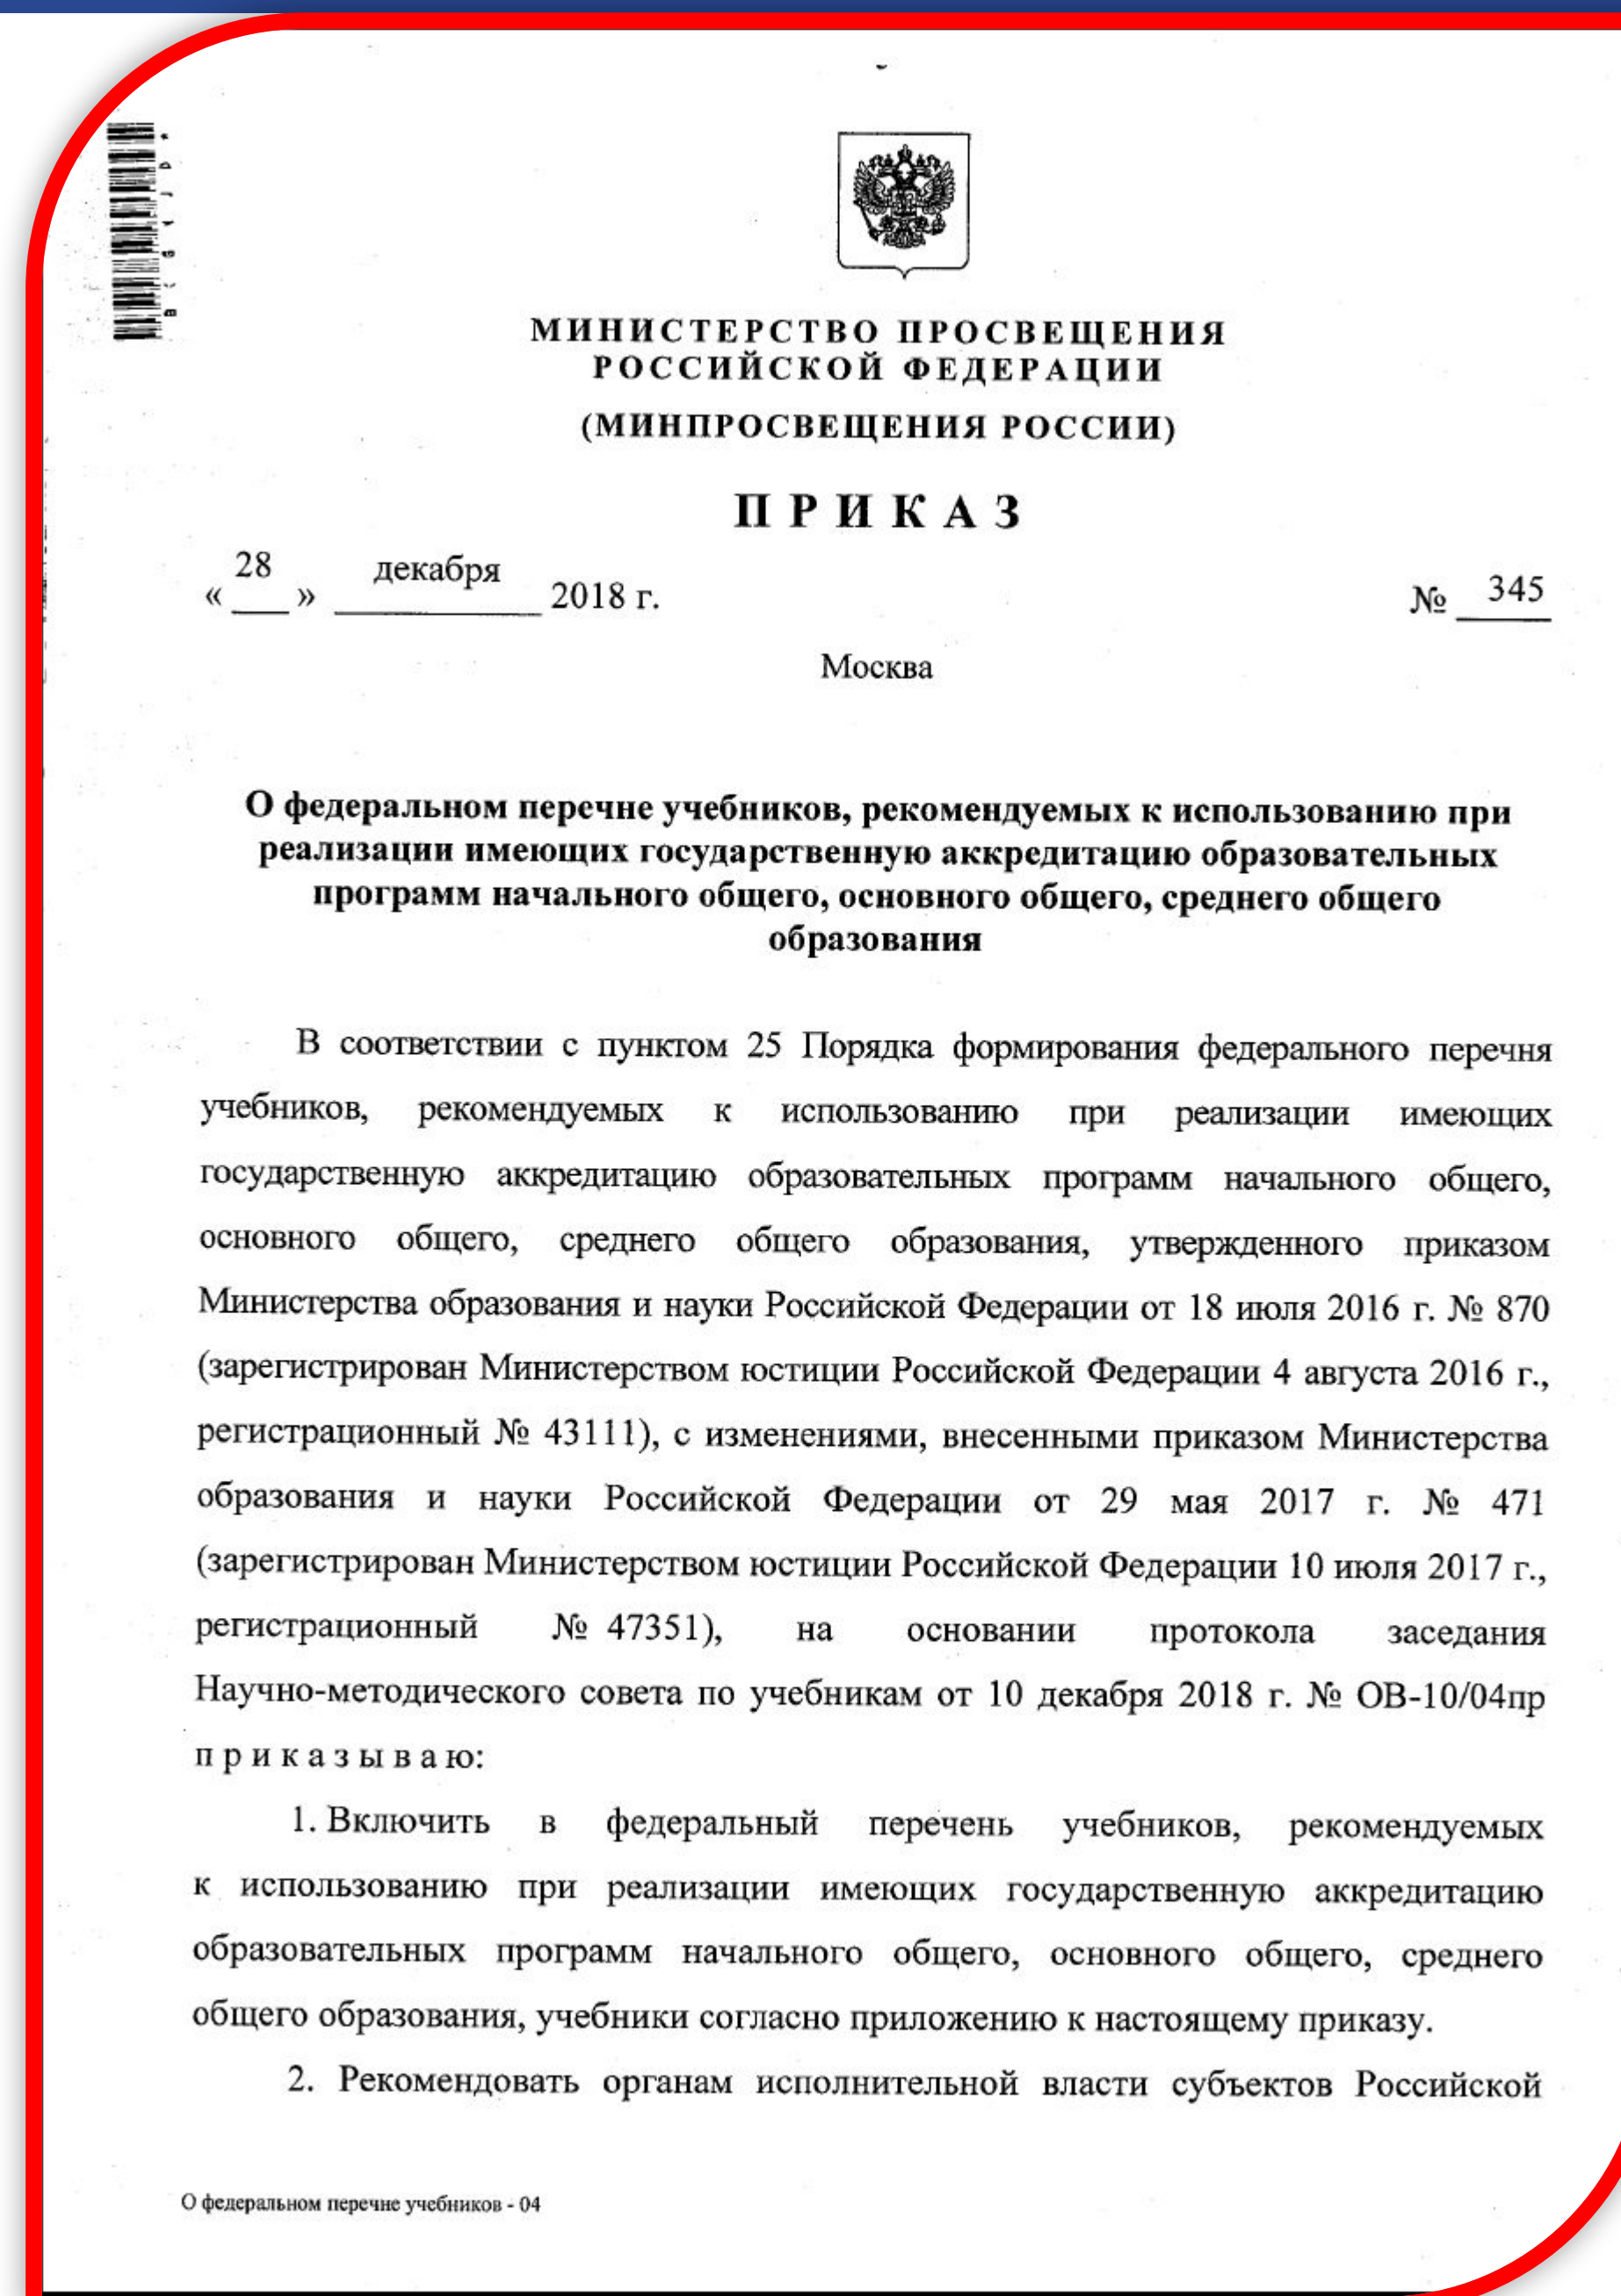 МИНИСТЕРСТВО ПРОСВЕЩЕНИЯ
РОССИЙСКОЙ ФЕДЕРАЦИИ
(МИНПРОСВЕЩЕНИЯ РОССИИ)
ПРИКАЗ
« 28 » декабря 2018 г. № 345
Москва
О федеральном перечне учебников, рекомендуемых к использованию при
реализации имеющих государственную аккредитацию образовательных
программ начального общего, основного общего, среднего общего
образования
В соответствии с пунктом 25 Порядка формирования федерального перечня
учебников, рекомендуемых к использованию при реализации имеющих
государственную аккредитацию образовательных программ начального общего,
основного общего, среднего общего образования, утвержденного приказом
Министерства образования и науки Российской Федерации от 18 июля 2016 г. № 870
(зарегистрирован Министерством юстиции Российской Федерации 4 августа 2016 г.,
регистрационный № 43111), с изменениями, внесенными приказом Министерства
образования и науки Российской Федерации от 29 мая 2017 г. № 471
(зарегистрирован Министерством юстиции Российской Федерации 10 июля 2017 г.,
регистрационный № 47351), на основании протокола заседания
Научно-методического совета по учебникам от 10 декабря 2018 г. № ОВ-10/04пр
п р и к а з ы в а ю:
1. Включить в федеральный перечень учебников, рекомендуемых
к использованию при реализации имеющих государственную аккредитацию
образовательных программ начального общего, основного общего, среднего
общего образования, учебники согласно приложению к настоящему приказу.
2. Рекомендовать органам исполнительной власти субъектов Российской
О федеральном перечне учебников - 04